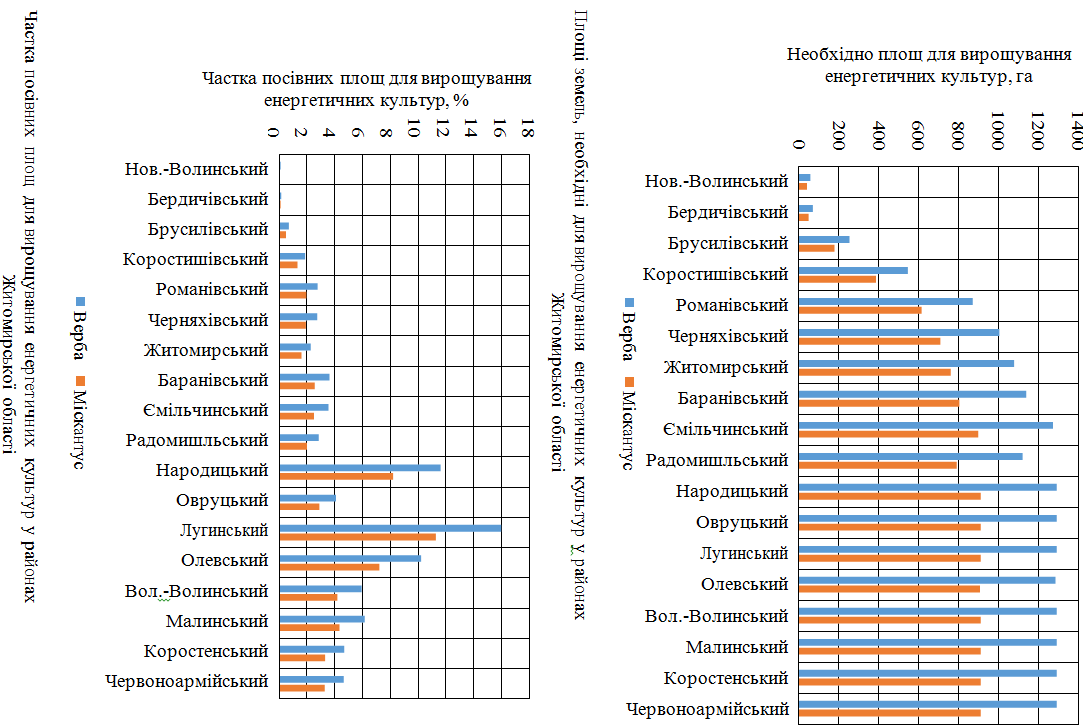 Частка посівних площ для вирощування
енергетичних культур, %
0 2 4 6 8 10 12 14 16 18
Нов.-Волинський
Бердичівський
Брусилівський
Коростишівський
Романівський
Черняхівський
Житомирський
Баранівський
Ємільчинський
Радомишльський
Народицький
Овруцький
Лугинський
Олевський
Вол.-Волинський
Малинський
Коростенський
Червоноармійський
Верба Міскантус
Частка посівних площ для вирощування енергетичних культур у районах
Житомирської області
Необхідно площ для вирощування
енергетичних культур, га
0 200 400 600 800 1000 1200 1400
Нов.-Волинський
Бердичівський
Брусилівський
Коростишівський
Романівський
Черняхівський
Житомирський
Баранівський
Ємільчинський
Радомишльський
Народицький
Овруцький
Лугинський
Олевський
Вол.-Волинський
Малинський
Коростенський
Червоноармійський
Верба Міскантус
Площі земель, необхідні для вирощування енергетичних культур у районах
Житомирської області